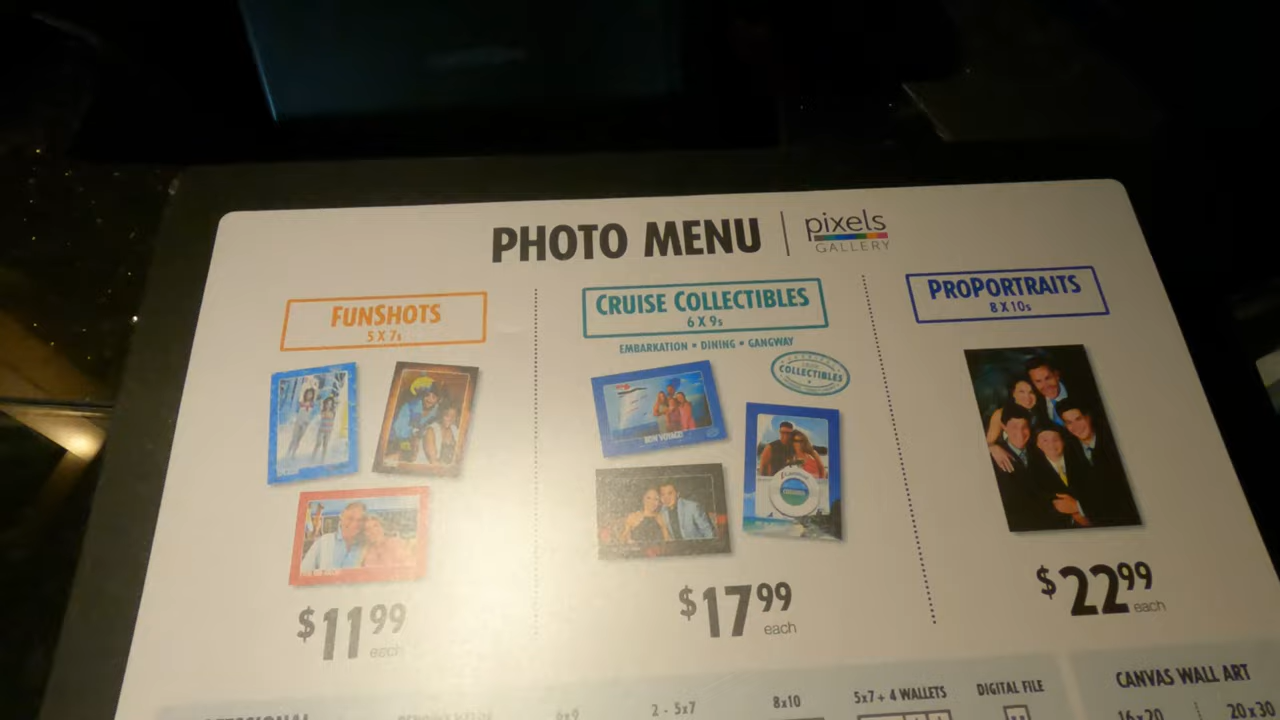 PHOTO MENU
pixels
GALLERY
FUNSHOTS
5 X 7s
$11.99
each
CRUISE COLLECTIBLES
6 X 9s
EMBARKATION • DINING • GANGWAY
COLLECTIBLES
BON VOYAGE!
$17.99
each
PROPORTRAITS
8 X 10s
$22.99
each
6x9
2 - 5x7
8x10
5x7 + 4 WALLETS
DIGITAL FILE
CANVAS WALL ART
16x20
20x30